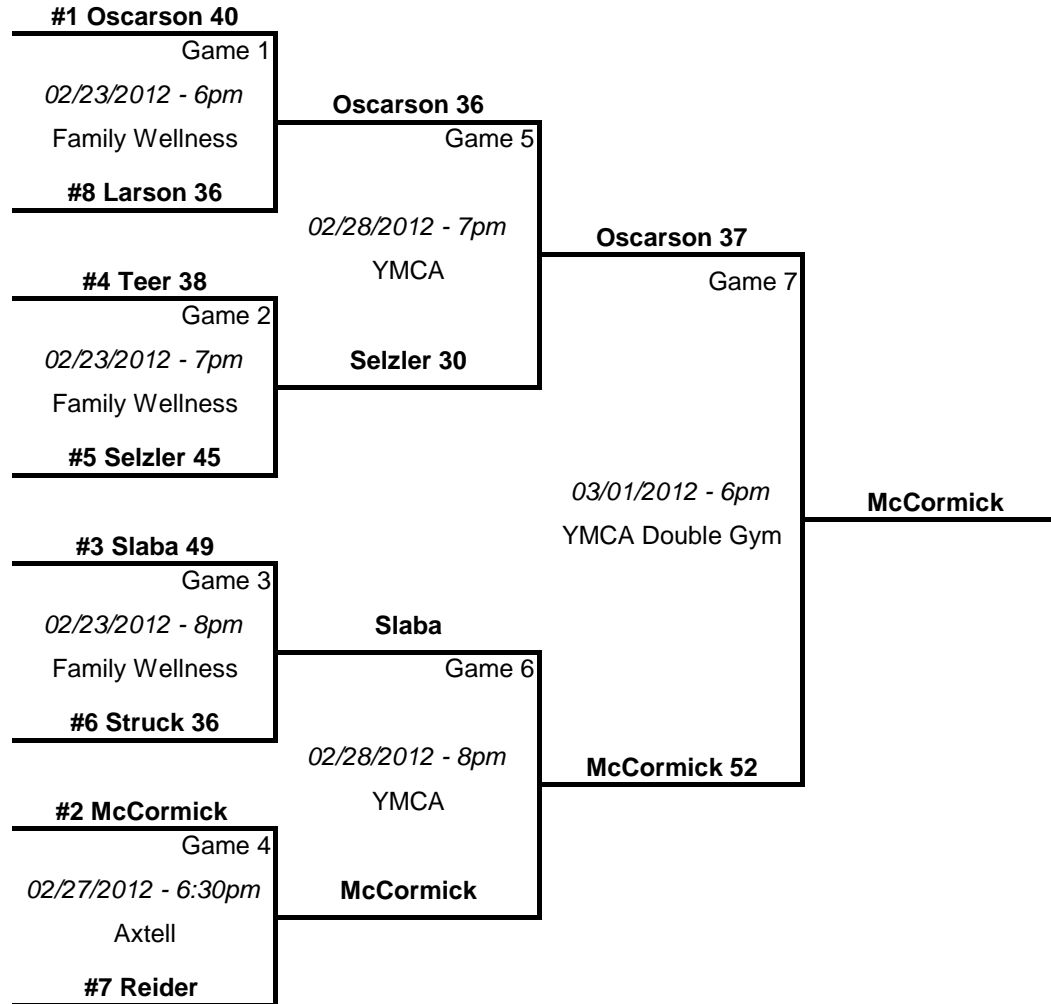 #1 Oscarson 40
Game 1
02/23/2012 - 6pm
Family Wellness
#8 Larson 36
#4 Teer 38
Game 2
02/23/2012 - 7pm
Family Wellness
#5 Selzler 45
#3 Slaba 49
Game 3
02/23/2012 - 8pm
Family Wellness
#6 Struck 36
#2 McCormick
Game 4
02/27/2012 - 6:30pm
Axtell
#7 Reider
Oscarson 36
Game 5
02/28/2012 - 7pm
YMCA
Selzler 30
Slaba
Game 6
02/28/2012 - 8pm
YMCA
McCormick
Oscarson 37
Game 7
03/01/2012 - 6pm
YMCA Double Gym
McCormick 52
McCormick